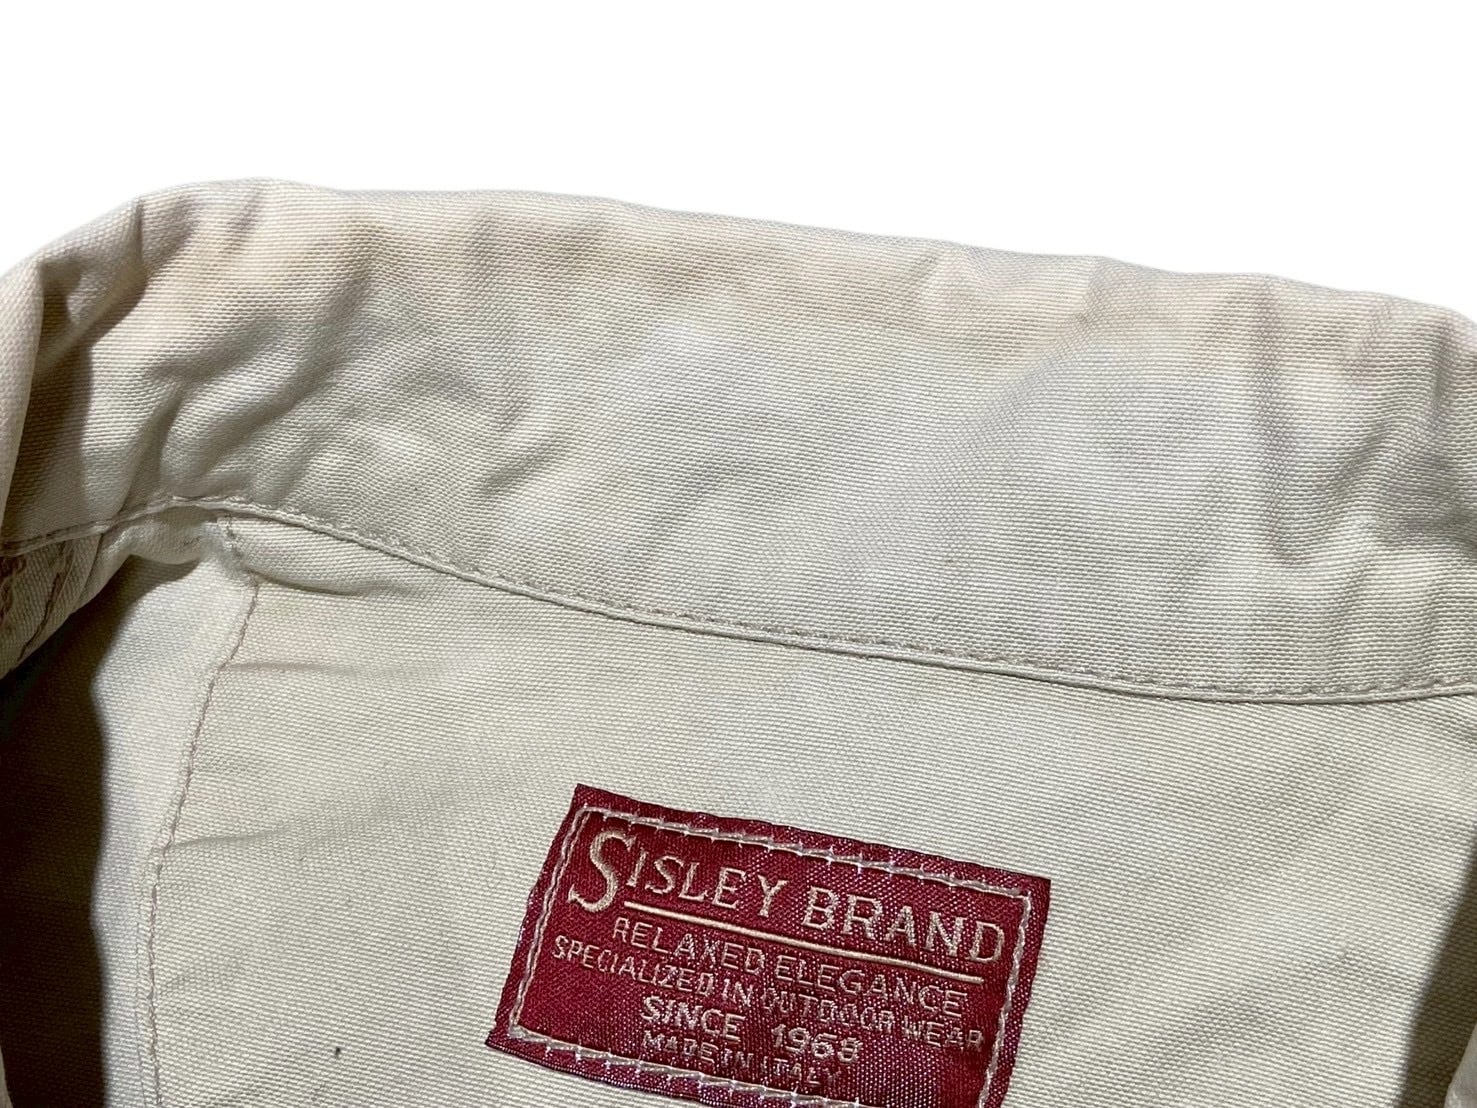 SISLEY BRAND
RELAXED ELEGANCE
SPECIALIZED IN OUTDOOR WEAR
SINCE 1968
MADE IN ITALY